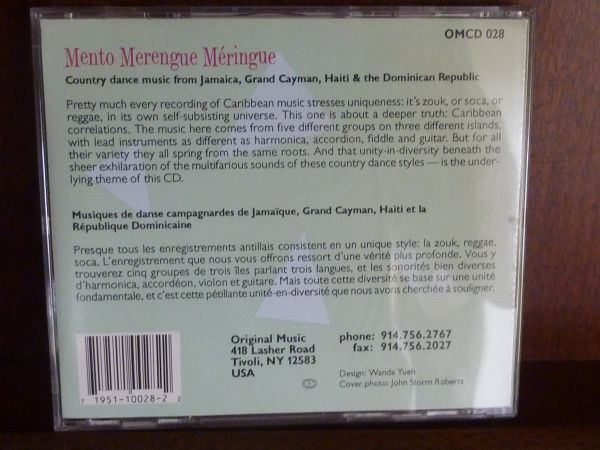 OMCD 028
Mento Merengue Méringue
Country dance music from Jamaica, Grand Cayman, Haiti & the Dominican Republic
Pretty much every recording of Caribbean music stresses uniqueness: it's zouk, or soca, or
reggae, in its own self-subsisting universe. This one is about a deeper truth: Caribbean
correlations. The music here comes from five different groups on three different islands,
with lead instruments as different as harmonica, accordion, fiddle and guitar. But for all
their variety they all spring from the same roots. And that unity-in-diversity beneath the
sheer exhilaration of the multifarious sounds of these country dance styles — is the under-
lying theme of this CD.
Musiques de danse campagnardes de Jamaïque, Grand Cayman, Haiti et la
République Dominicaine
Presque tous les enregistrements antillais consistent en un unique style: la zouk, reggae,
soca. L'enregistrement que nous vous offrons ressort d'une vérité plus profonde. Vous y
trouverez cinq groupes de trois îles parlant trois langues, et les sonorités bien diverses
d'harmonica, accordéon, violon et guitare. Mais toute cette diversité se base sur une unité
fondamentale, et c'est cette pétillante unité-en-diversité que nous avons cherchée à souligner.
7 1951-10028-2 2
Original Music
418 Lasher Road
Tivoli, NY 12583
USA
phone: 914.756.2767
fax: 914.756.2027
Design: Wanda Yueh
Cover photo: John Storm Roberts